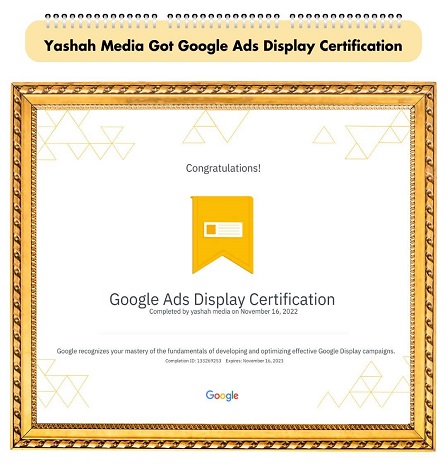 Yashah Media Got Google Ads Display Certification
Congratulations!
Google Ads Display Certification
Completed by yashah media on November 16, 2022
Google recognizes your mastery of the fundamentals of developing and optimizing effective Google Display campaigns.
Completion ID: 133269253 Expires: November 16, 2023
Google